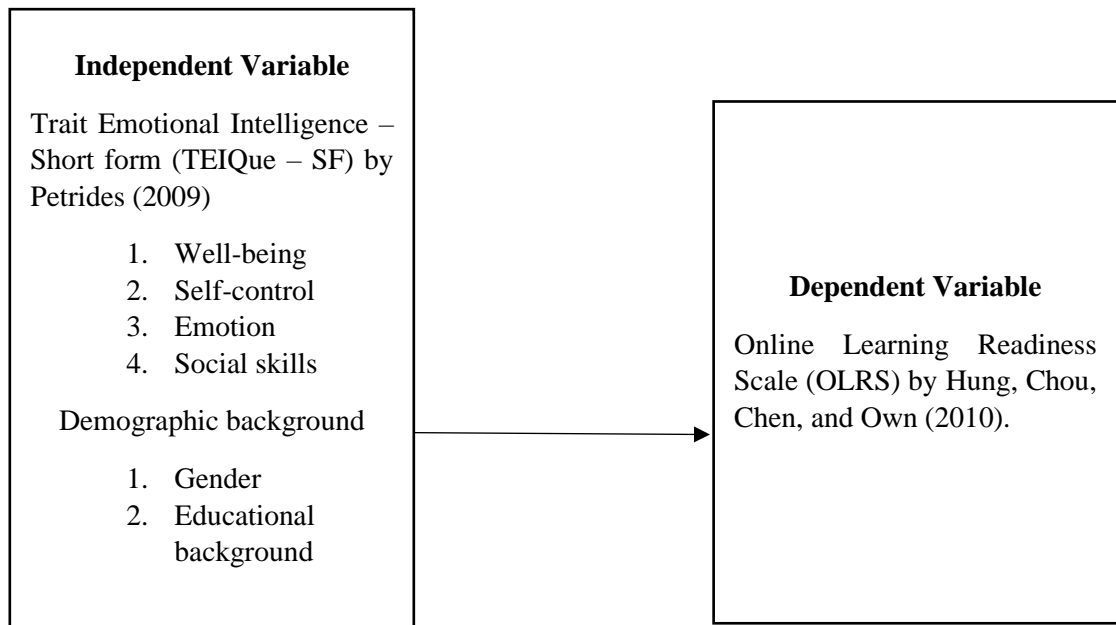 Independent Variable
Trait Emotional Intelligence –
Short form (TEIQue – SF) by
Petrides (2009)
1. Well-being
2. Self-control
3. Emotion
4. Social skills
Demographic background
1. Gender
2. Educational
background
Dependent Variable
Online Learning Readiness
Scale (OLRS) by Hung, Chou,
Chen, and Own (2010).